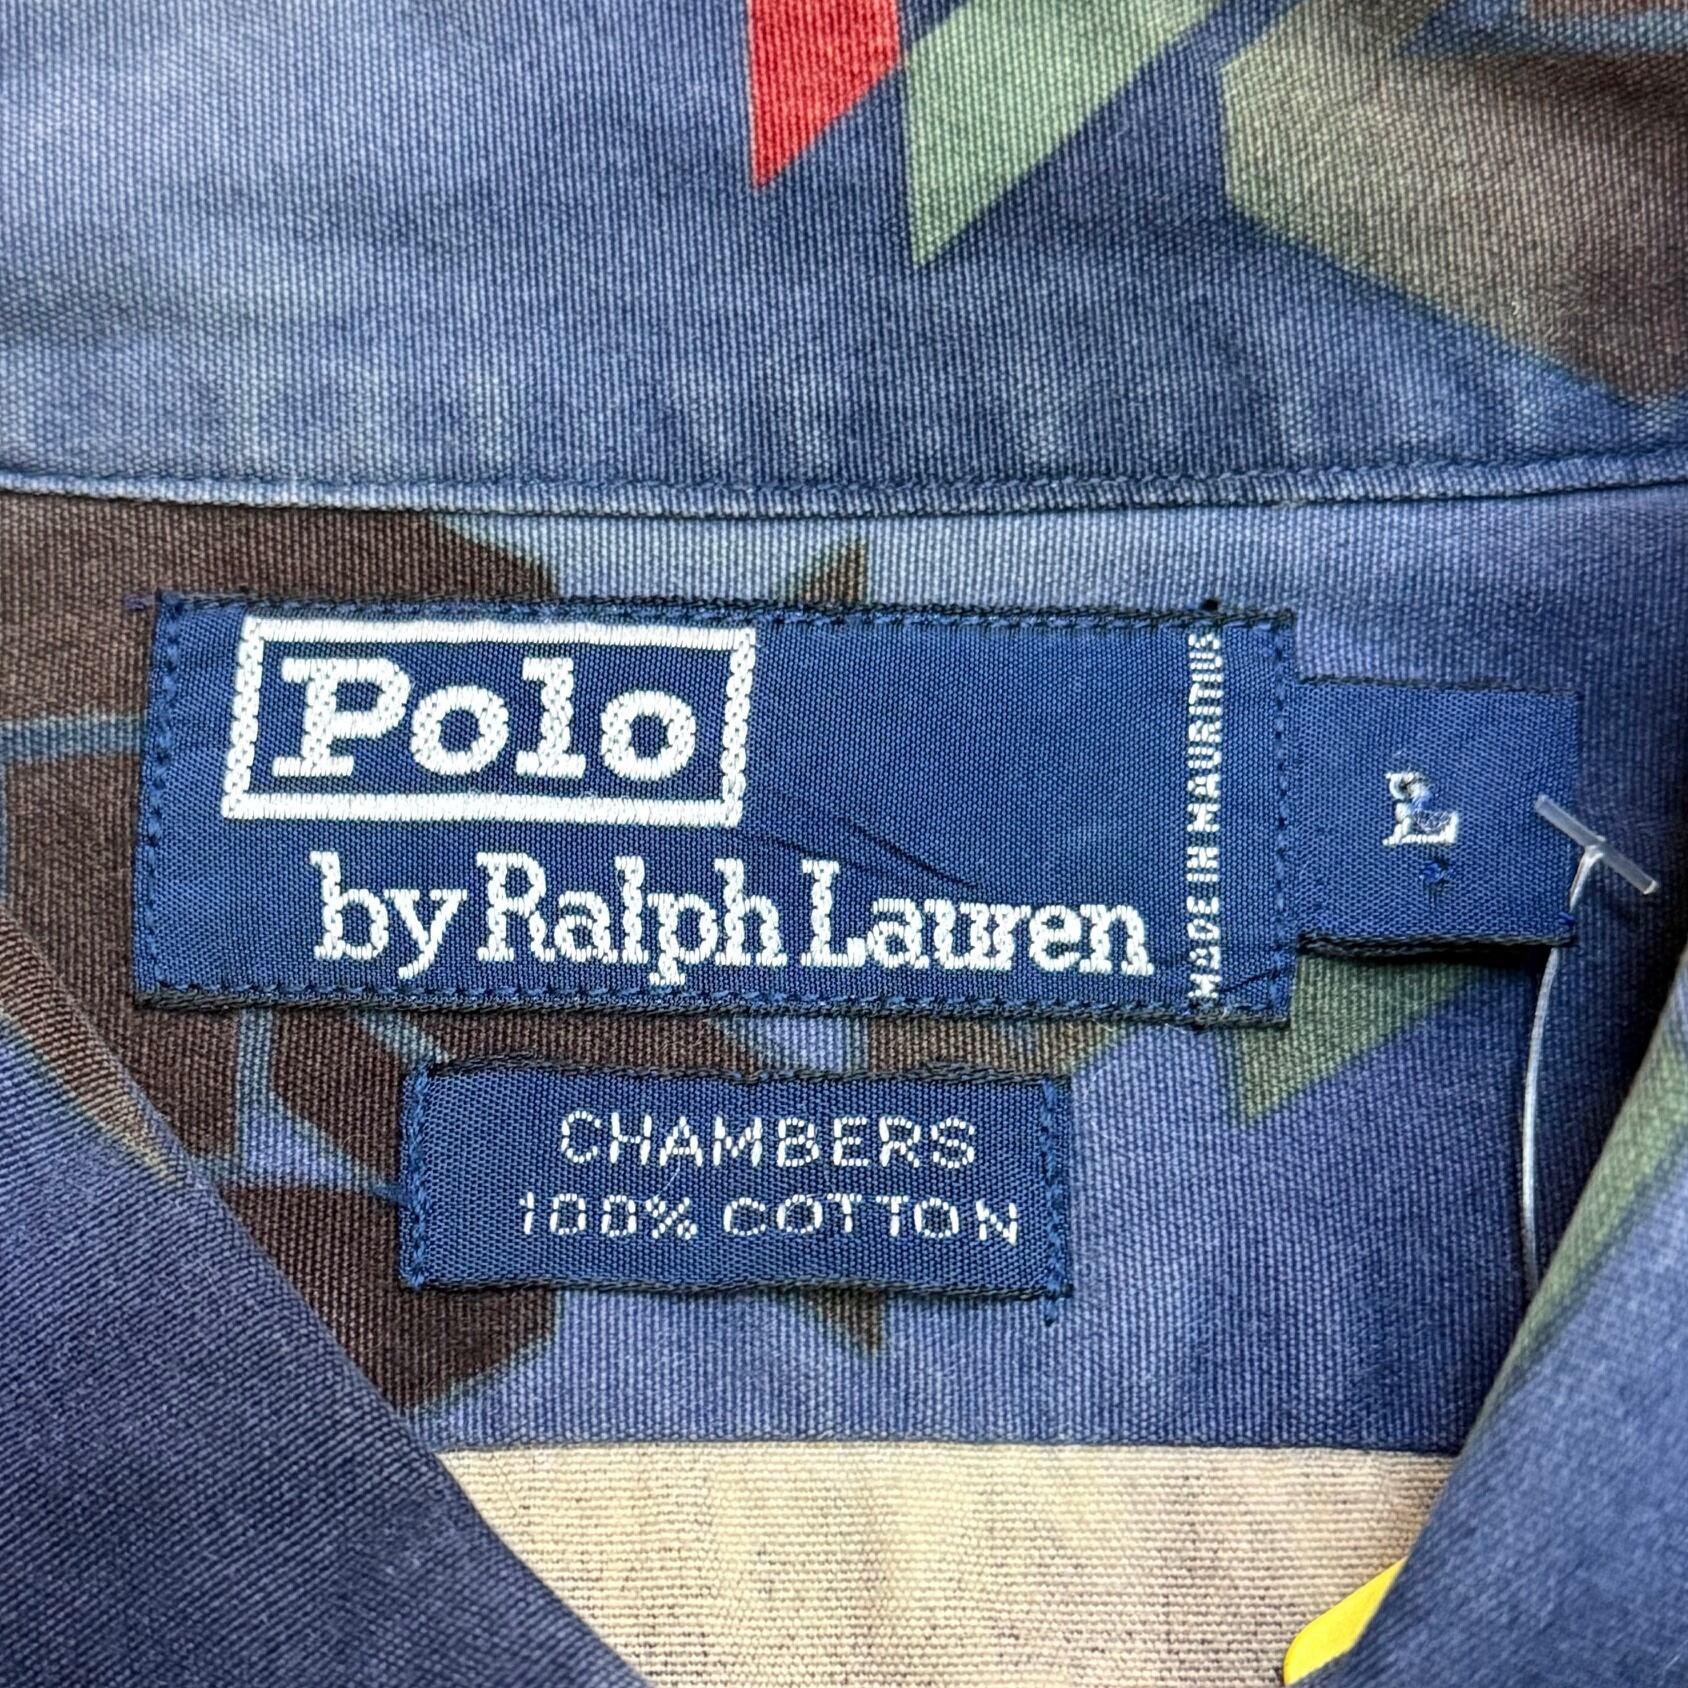 Polo
by Ralph Lauren
MADE IN MAURITIUS
L
CHAMBERS
100% COTTON